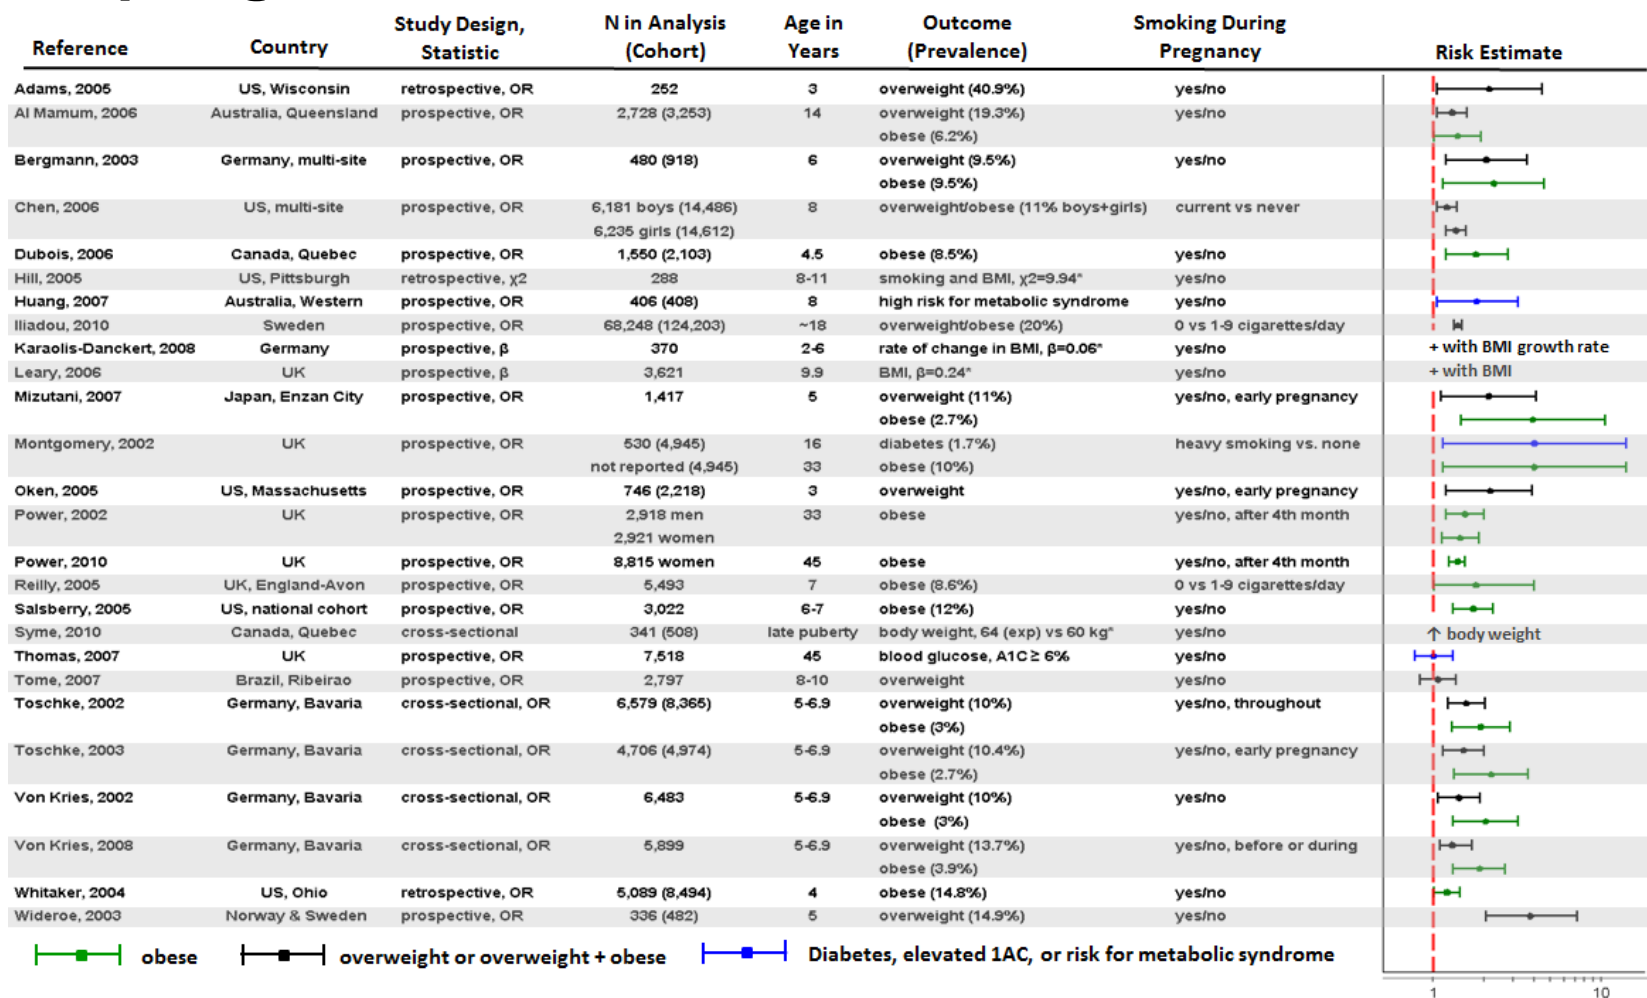 Study Design, N in Analysis Age in Outcome Smoking During
Reference Country Statistic (Cohort) Years (Prevalence) Pregnancy Risk Estimate
Adams, 2005 US, Wisconsin retrospective, OR 252 3 overweight (40.9%) yes/no
Al Mamum, 2006 Australia, Queensland prospective, OR 2,728 (3,253) 14 overweight (19.3%) yes/no
obese (6.2%)
Bergmann, 2003 Germany, multi-site prospective, OR 480 (918) 6 overweight (9.5%) yes/no
obese (9.5%)
Chen, 2006 US, multi-site prospective, OR 6,181 boys (14,486) 8 overweight/obese (11% boys+girls) current vs never
6,235 girls (14,612)
Dubois, 2006 Canada, Quebec prospective, OR 1,550 (2,103) 4.5 obese (8.5%) yes/no
Hill, 2005 US, Pittsburgh retrospective, χ2 288 8-11 smoking and BMI, χ2=9.94* yes/no
Huang, 2007 Australia, Western prospective, OR 406 (408) 8 high risk for metabolic syndrome yes/no
Iliadou, 2010 Sweden prospective, OR 68,248 (124,203) ~18 overweight/obese (20%) 0 vs 1-9 cigarettes/day
Karaolis-Danckert, 2008 Germany prospective, β 370 2-6 rate of change in BMI, β=0.06* yes/no + with BMI growth rate
Leary, 2006 UK prospective, β 3,621 9.9 BMI, β=0.24* yes/no + with BMI
Mizutani, 2007 Japan, Enzan City prospective, OR 1,417 5 overweight (11%) yes/no, early pregnancy
obese (2.7%)
Montgomery, 2002 UK prospective, OR 530 (4,945) 16 diabetes (1.7%) heavy smoking vs. none
not reported (4,945) 33 obese (10%)
Oken, 2005 US, Massachusetts prospective, OR 746 (2,218) 3 overweight yes/no, early pregnancy
Power, 2002 UK prospective, OR 2,918 men 33 obese yes/no, after 4th month
2,921 women
Power, 2010 UK prospective, OR 8,815 women 45 obese yes/no, after 4th month
Reilly, 2005 UK, England-Avon prospective, OR 5,493 7 obese (8.6%) 0 vs 1-9 cigarettes/day
Salsberry, 2005 US, national cohort prospective, OR 3,022 6-7 obese (12%) yes/no
Syme, 2010 Canada, Quebec cross-sectional 341 (508) late puberty body weight, 64 (exp) vs 60 kg* yes/no ↑ body weight
Thomas, 2007 UK prospective, OR 7,518 45 blood glucose, A1C ≥ 6% yes/no
Tome, 2007 Brazil, Ribeirao prospective, OR 2,797 8-10 overweight yes/no
Toschke, 2002 Germany, Bavaria cross-sectional, OR 6,579 (8,365) 5-6.9 overweight (10%) yes/no, throughout
obese (3%)
Toschke, 2003 Germany, Bavaria cross-sectional, OR 4,706 (4,974) 5-6.9 overweight (10.4%) yes/no, early pregnancy
obese (2.7%)
Von Kries, 2002 Germany, Bavaria cross-sectional, OR 6,483 5-6.9 overweight (10%) yes/no
obese (3%)
Von Kries, 2008 Germany, Bavaria cross-sectional, OR 5,899 5-6.9 overweight (13.7%) yes/no, before or during
obese (3.9%)
Whitaker, 2004 US, Ohio retrospective, OR 5,089 (8,494) 4 obese (14.8%) yes/no
Wideroe, 2003 Norway & Sweden prospective, OR 336 (482) 5 overweight (14.9%) yes/no
obese overweight or overweight + obese Diabetes, elevated 1AC, or risk for metabolic syndrome
1 10